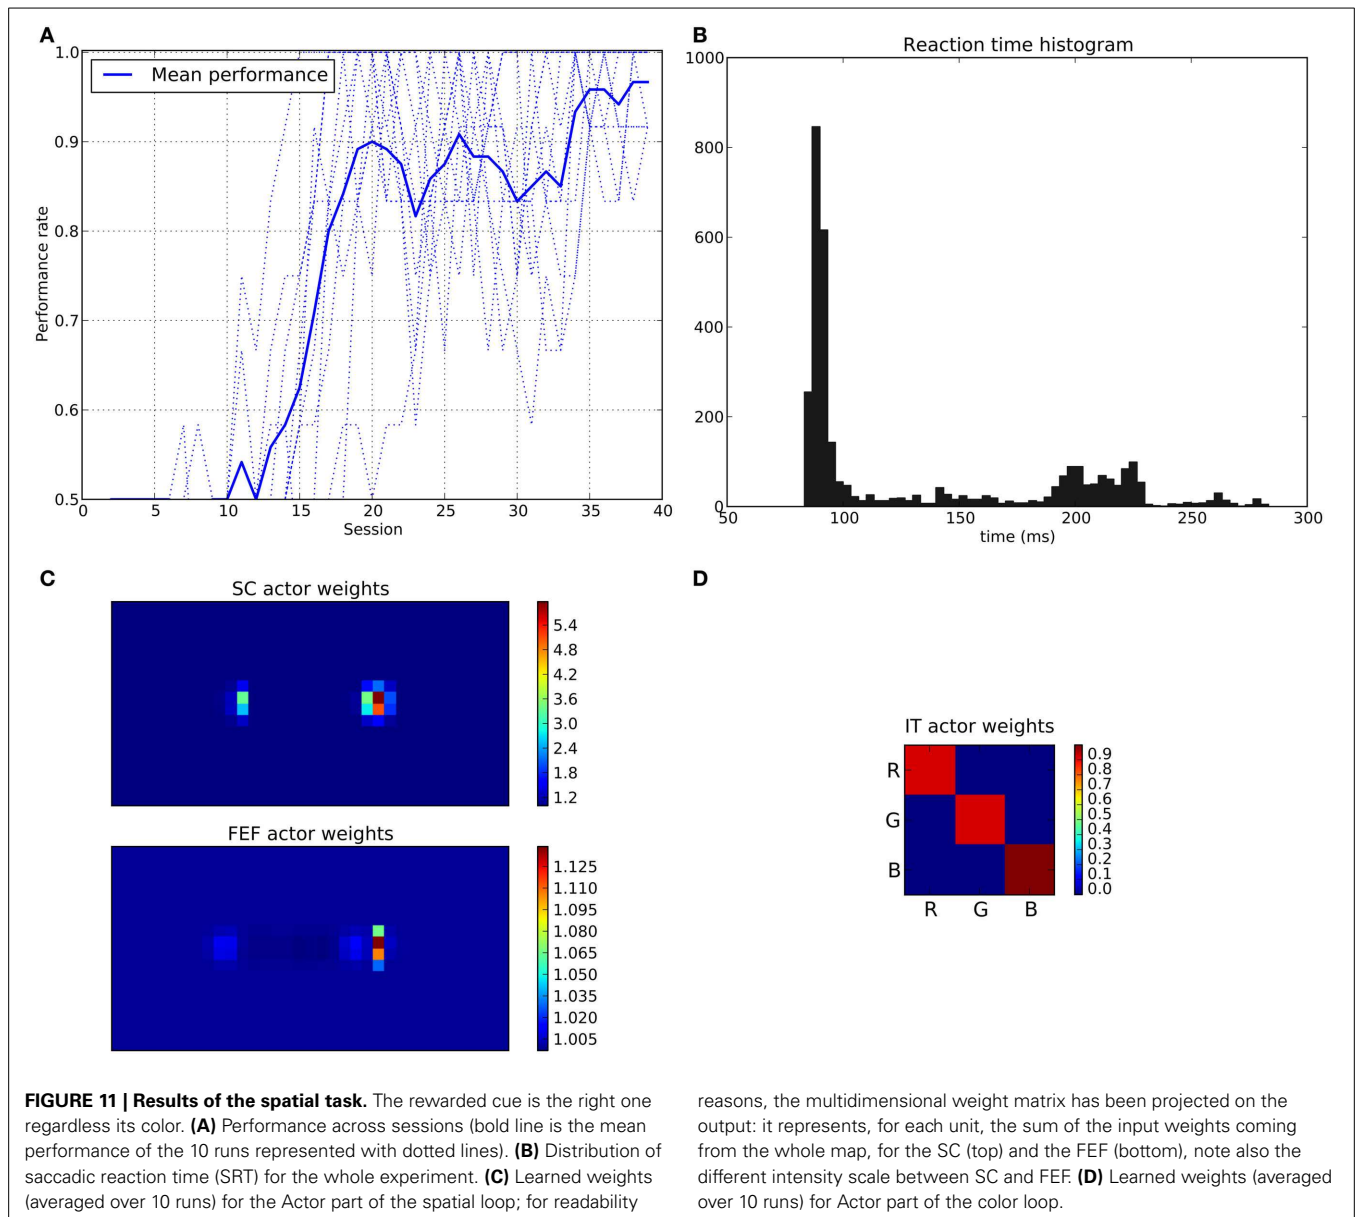 A
Mean performance
1.0
0.9
0.8
0.7
0.6
0.5
Performance rate
0 5 10 15 20 25 30 35 40
Session
B
Reaction time histogram
1000
800
600
400
200
0
50 100 150 200 250 300
time (ms)
C
SC actor weights
5.4
4.8
4.2
3.6
3.0
2.4
1.8
1.2
FEF actor weights
1.125
1.110
1.095
1.080
1.065
1.050
1.035
1.020
1.005
D
IT actor weights
R
G
B
R G B
0.9
0.8
0.7
0.6
0.5
0.4
0.3
0.2
0.1
0.0
FIGURE 11 | Results of the spatial task. The rewarded cue is the right one
regardless its color. (A) Performance across sessions (bold line is the mean
performance of the 10 runs represented with dotted lines). (B) Distribution of
saccadic reaction time (SRT) for the whole experiment. (C) Learned weights
(averaged over 10 runs) for the Actor part of the spatial loop; for readability
reasons, the multidimensional weight matrix has been projected on the
output: it represents, for each unit, the sum of the input weights coming
from the whole map, for the SC (top) and the FEF (bottom), note also the
different intensity scale between SC and FEF. (D) Learned weights (averaged
over 10 runs) for Actor part of the color loop.